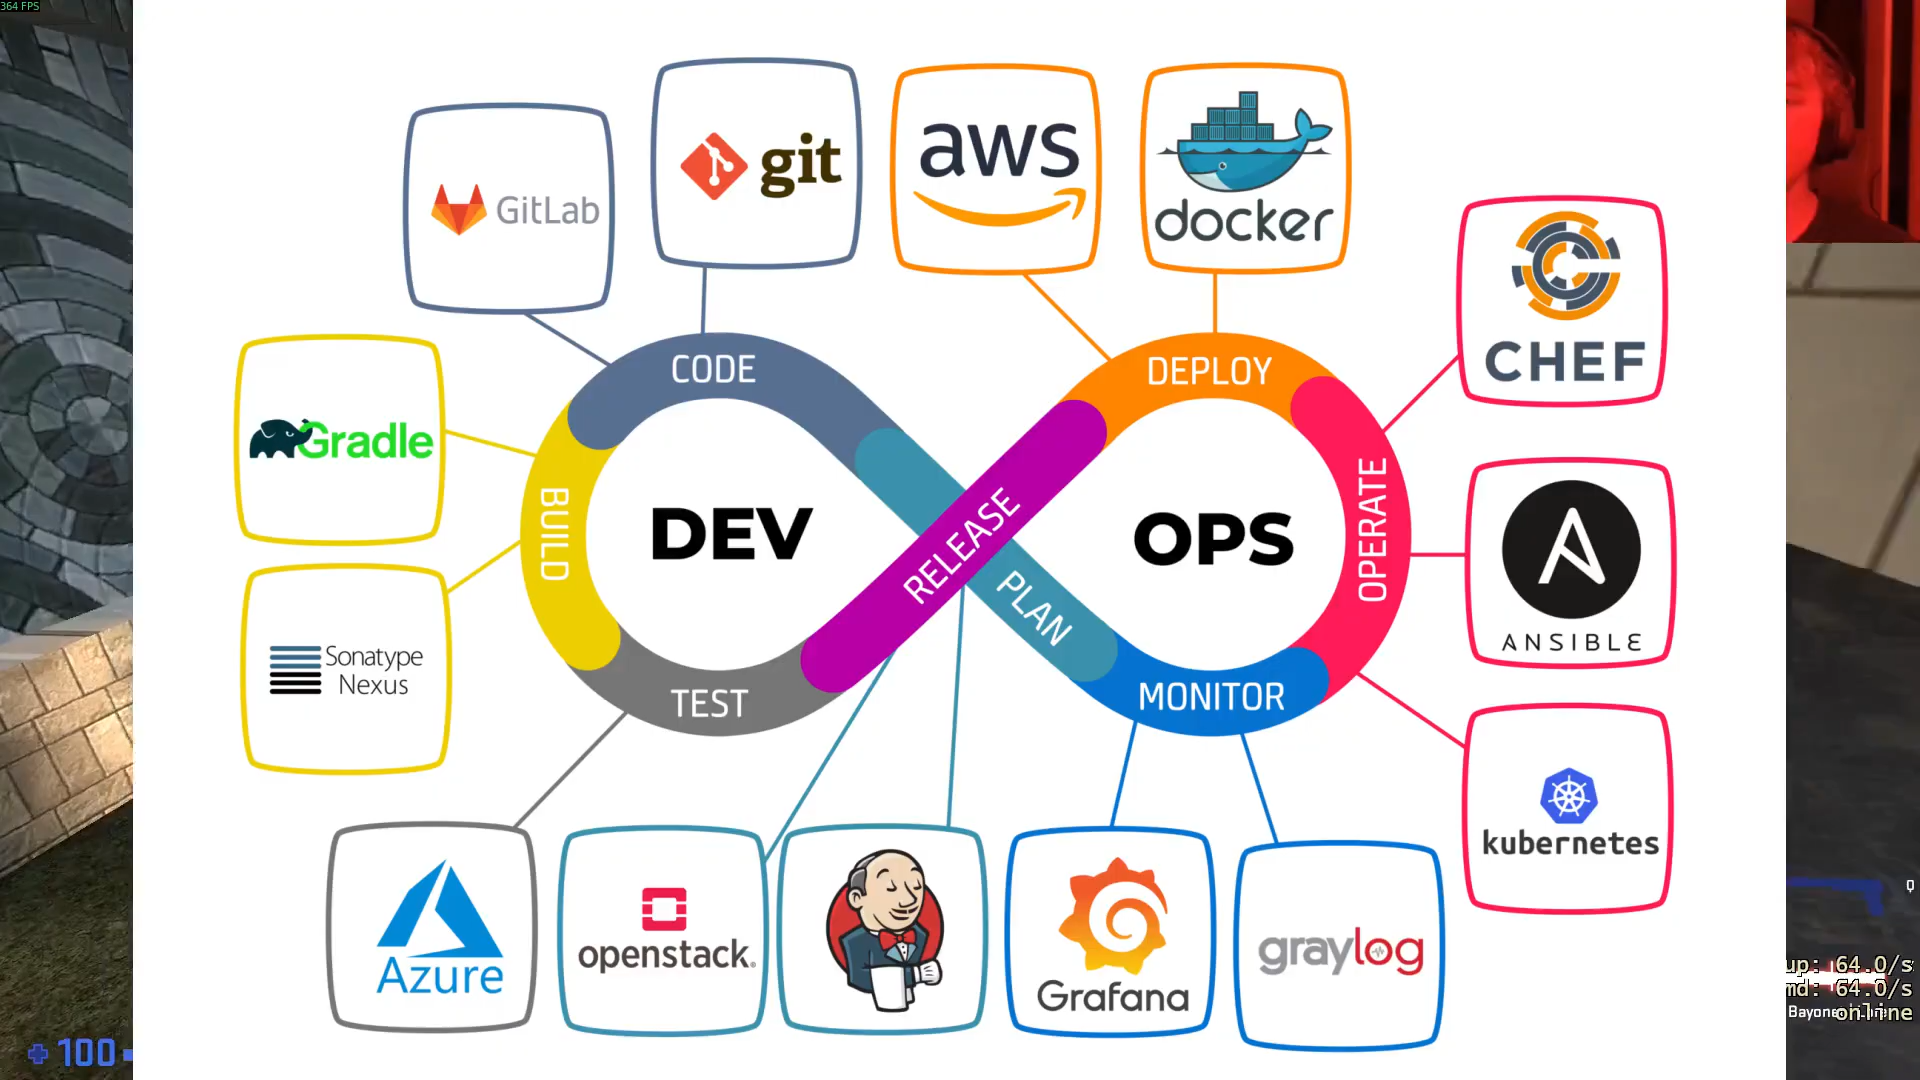 364 FPS
git
aws
docker
GitLab
CHEF
CODE
DEPLOY
Gradle
BUILD
DEV
RELEASE
OPS
OPERATE
PLAN
ANSIBLE
Sonatype
Nexus
TEST
MONITOR
kubernetes
Azure
openstack.
Grafana
graylog
up: 64.0/s
md: 64.0/s
online
100